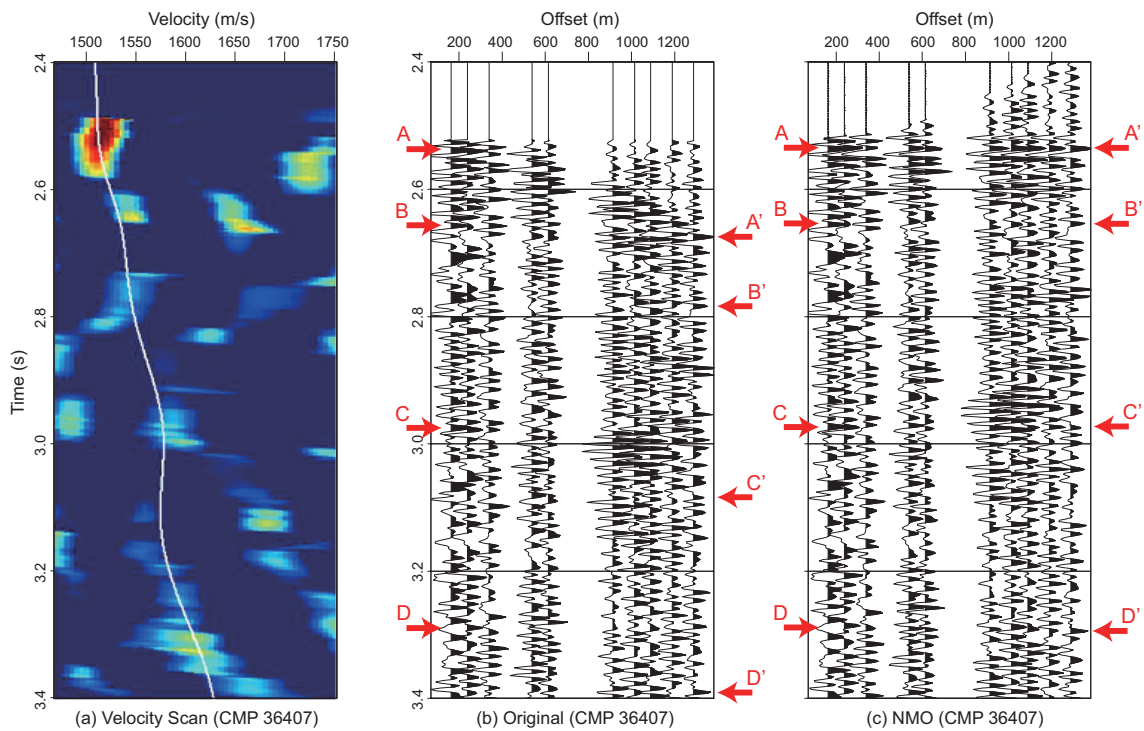 Velocity (m/s)
1500 1550 1600 1650 1700 1750
Time (s)
2.4
2.6
2.8
3.0
3.2
3.4
(a) Velocity Scan (CMP 36407)
Offset (m)
200 400 600 800 1000 1200
2.4
2.6
2.8
3.0
3.2
3.4
A
B
A'
B'
C
C'
D
D'
(b) Original (CMP 36407)
Offset (m)
200 400 600 800 1000 1200
2.4
2.6
2.8
3.0
3.2
3.4
A A'
B B'
C C'
D D'
(c) NMO (CMP 36407)